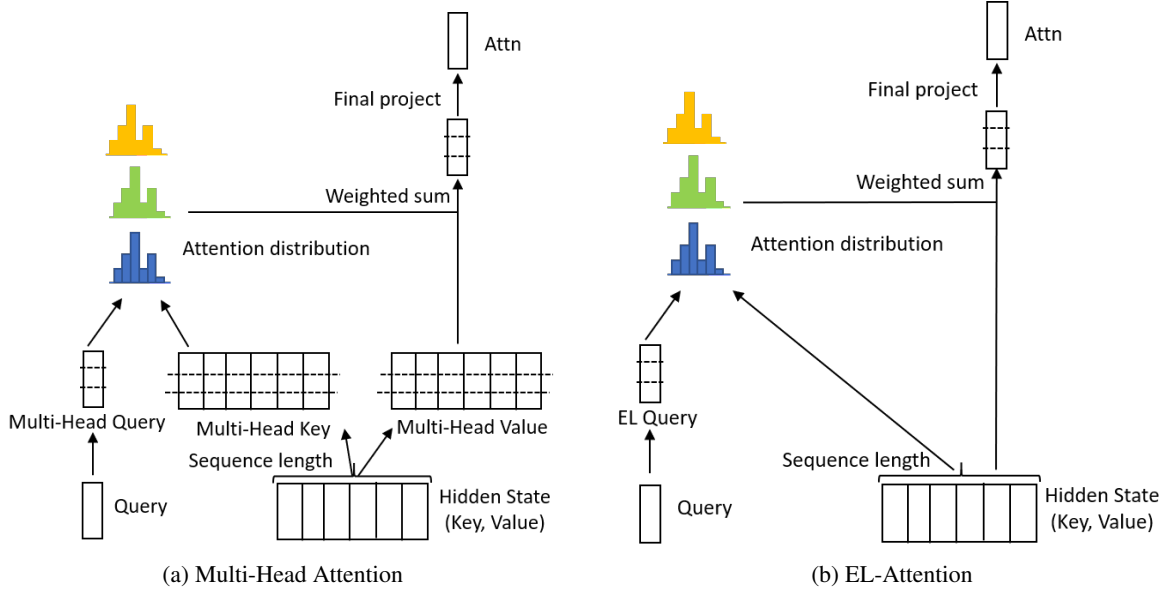 Attn
Final project
Weighted sum
Attention distribution
Multi-Head Query
Multi-Head Key
Multi-Head Value
Sequence length
Query
Hidden State
(Key, Value)
(a) Multi-Head Attention
Attn
Final project
Weighted sum
Attention distribution
EL Query
Sequence length
Query
Hidden State
(Key, Value)
(b) EL-Attention